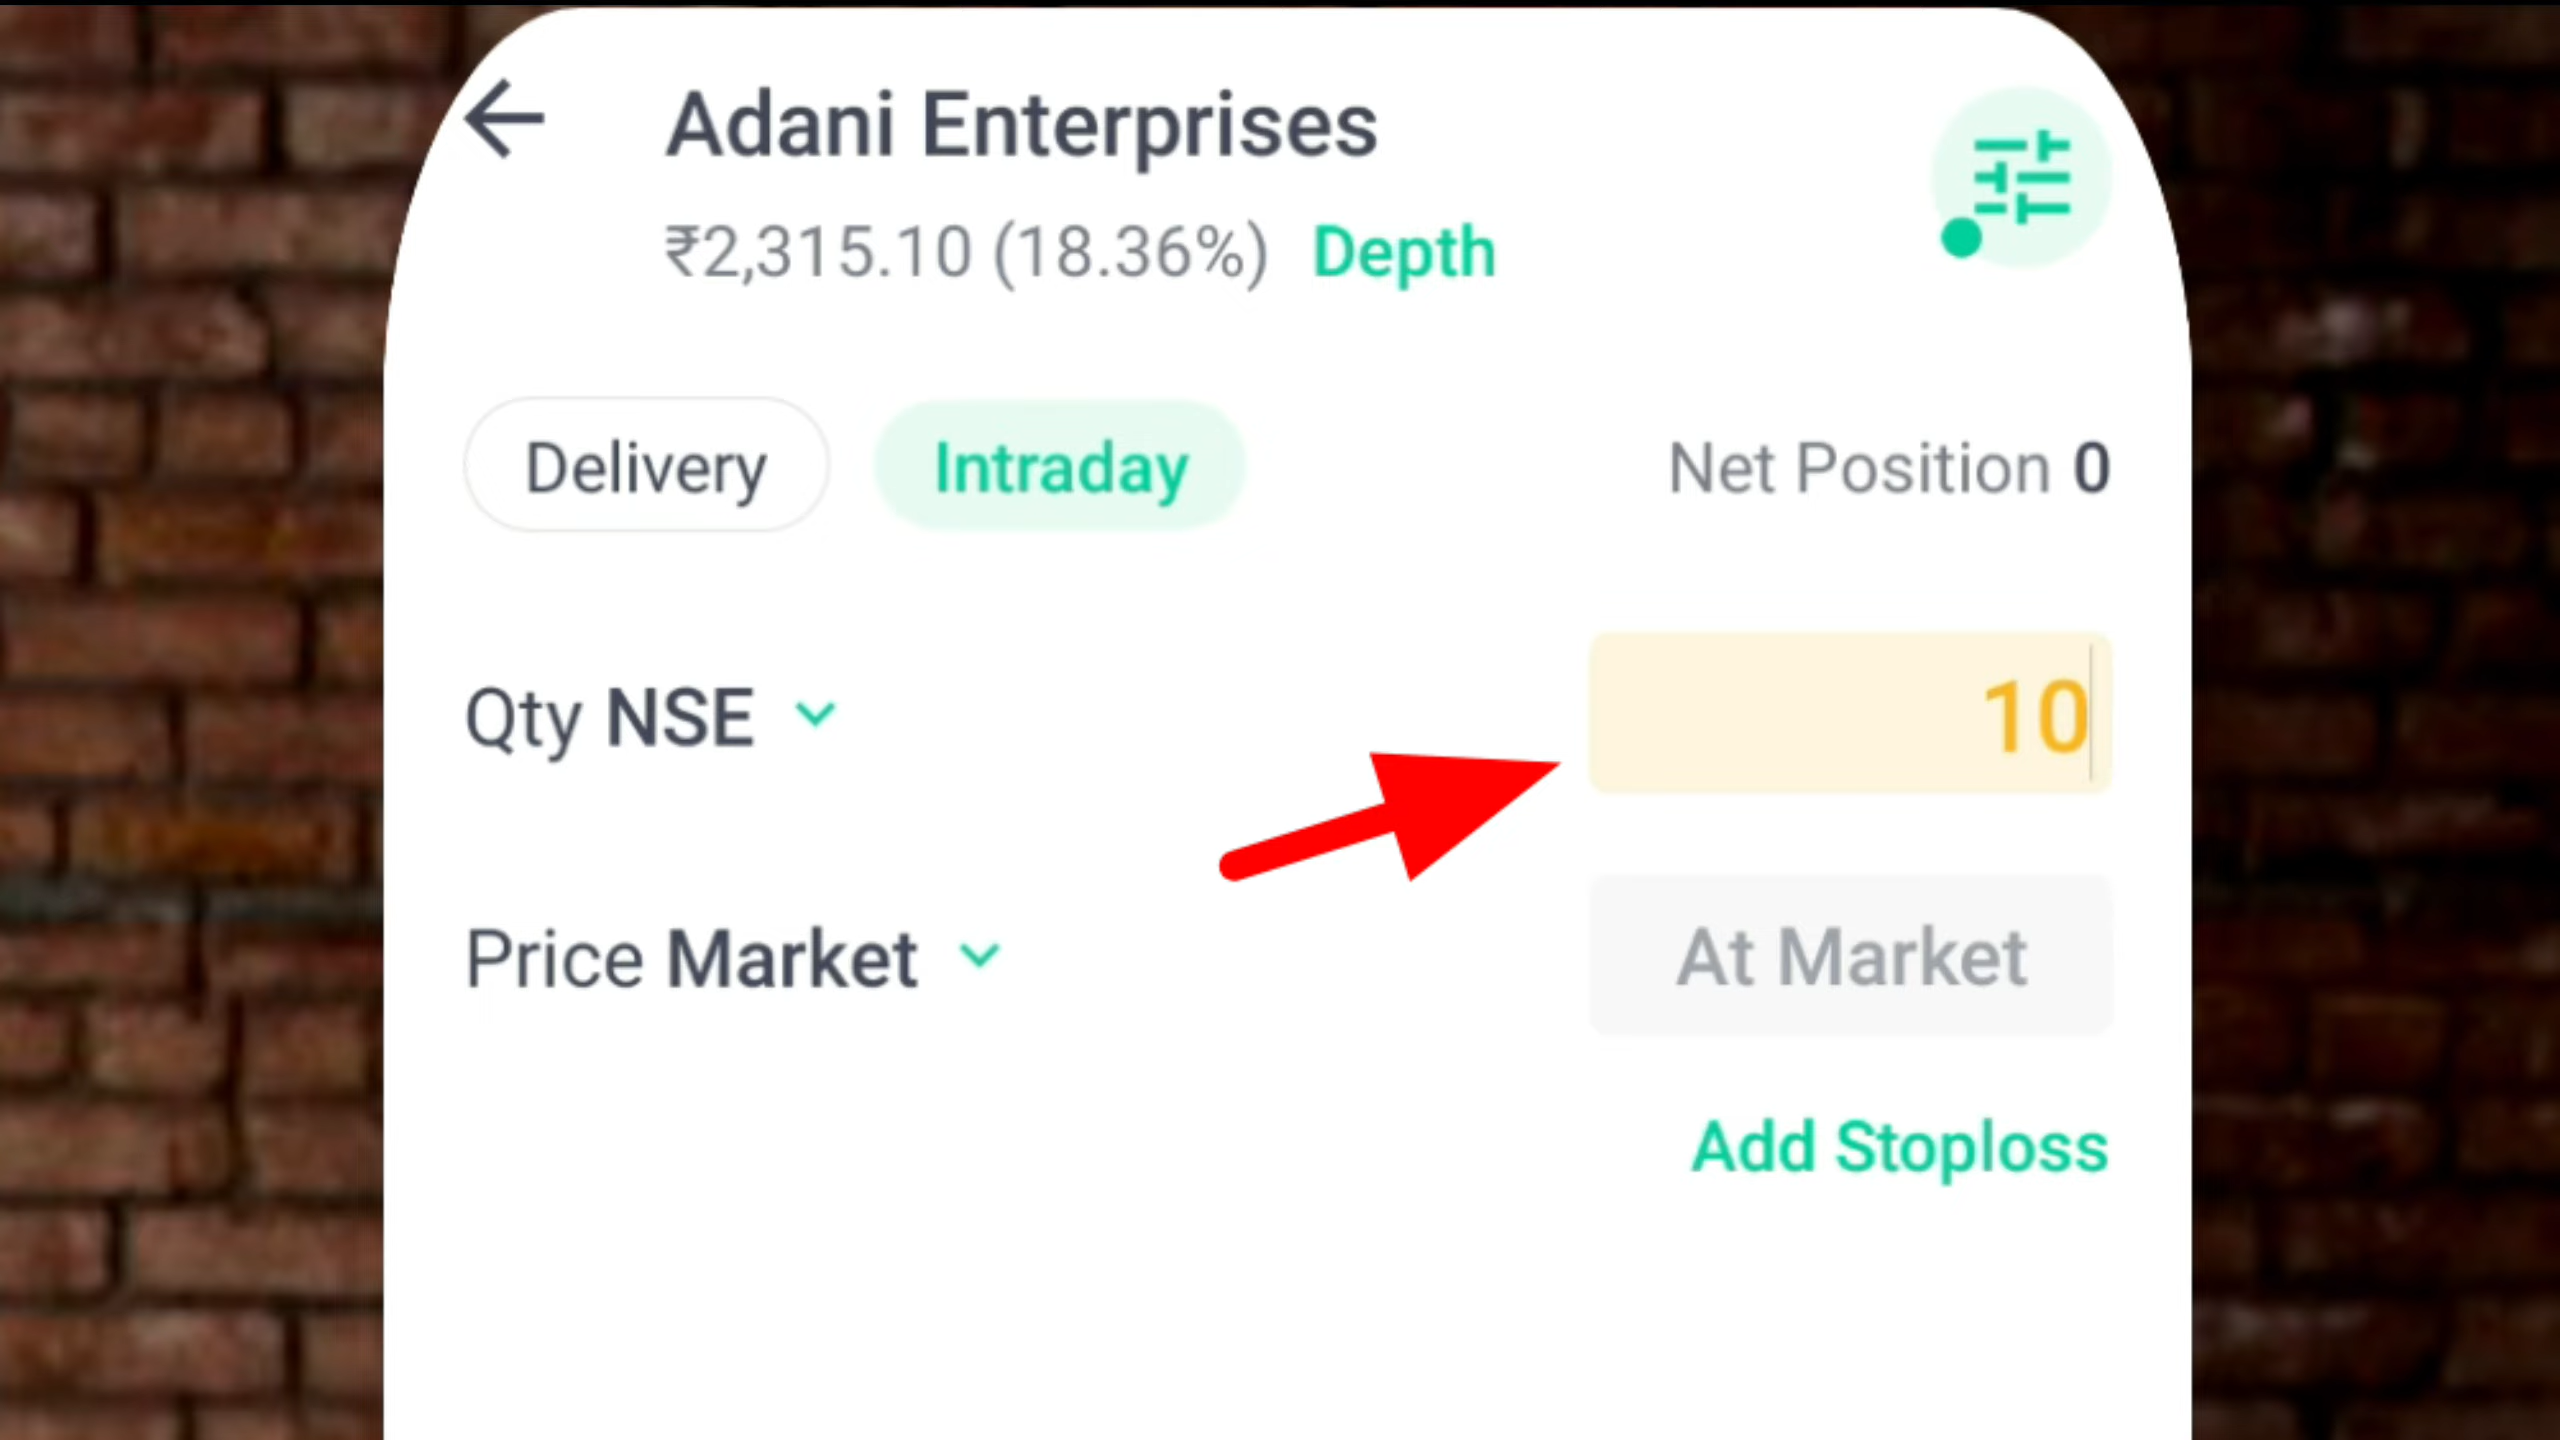 Adani Enterprises
₹2,315.10 (18.36%) Depth
Delivery Intraday Net Position 0
Qty NSE 10
Price Market At Market
Add Stoploss